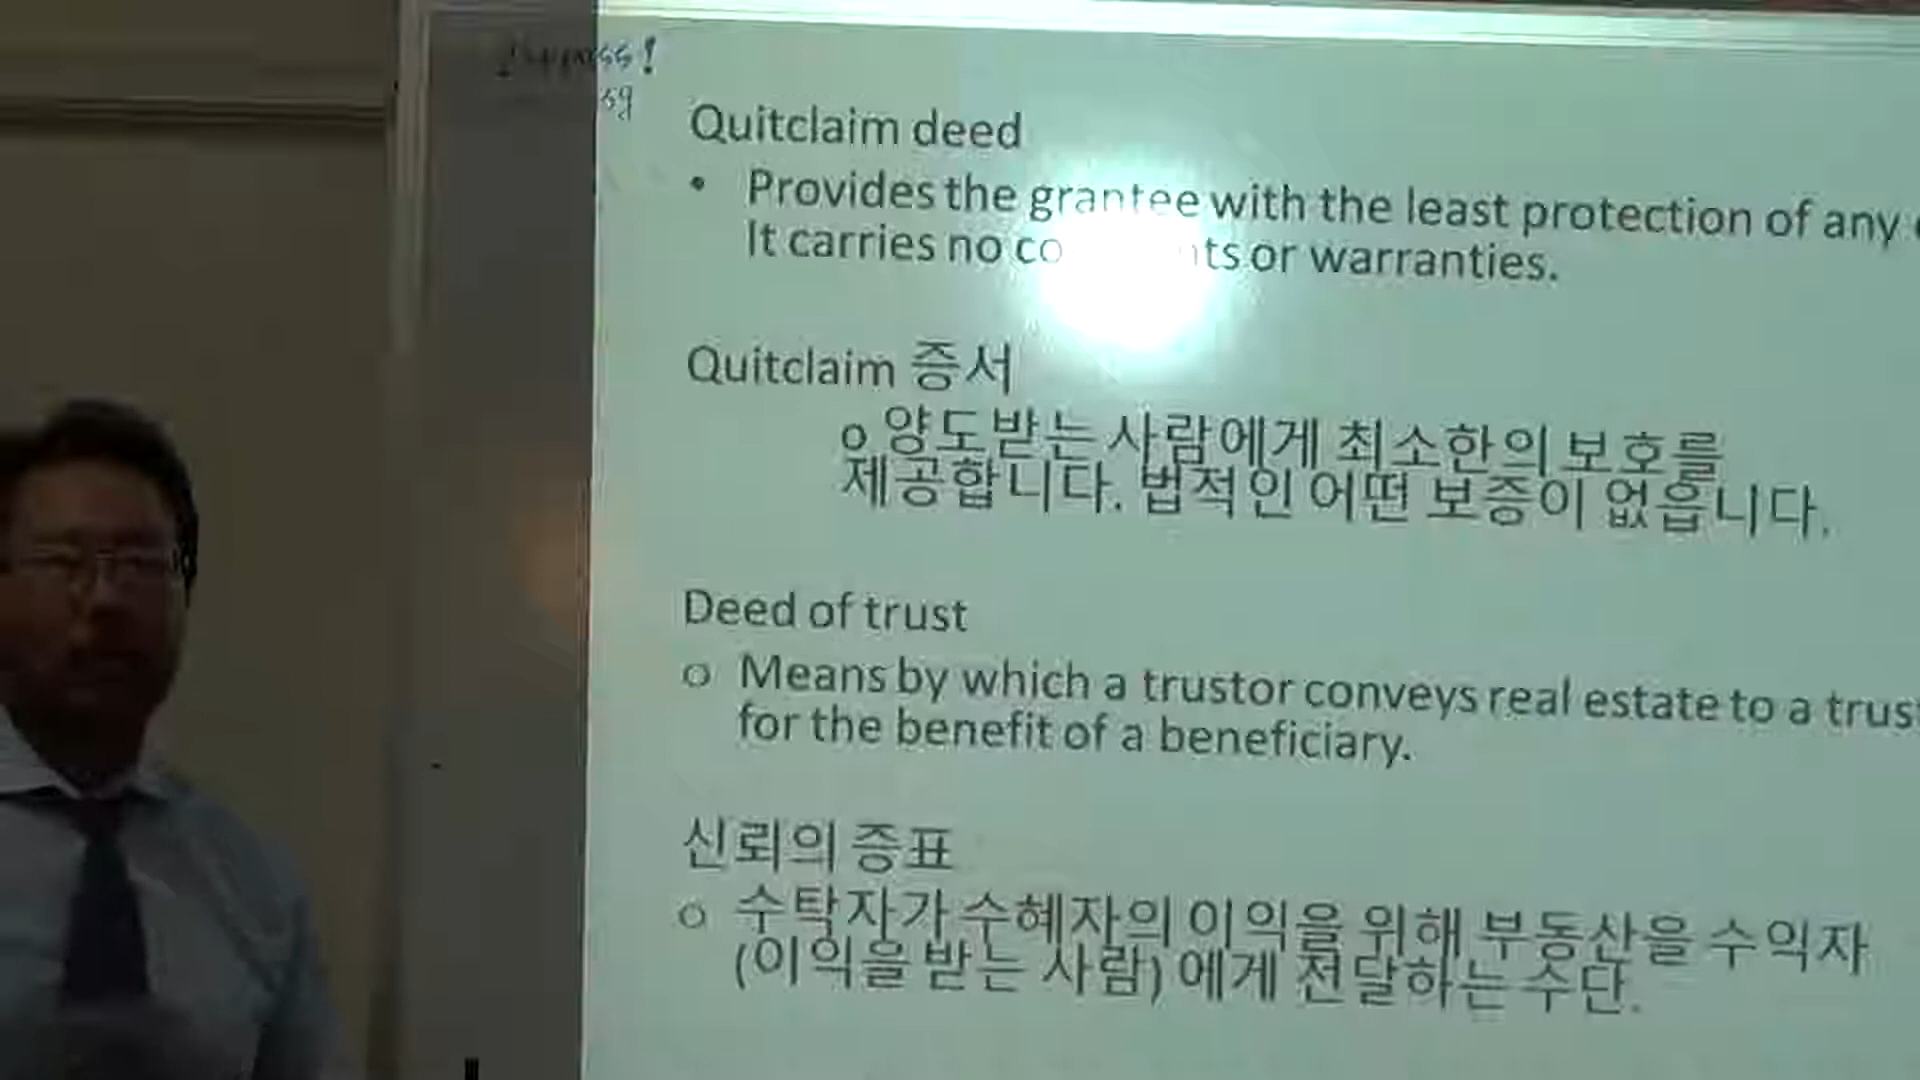 Quitclaim deed
• Provides the grantee with the least protection of any
It carries no or warranties.
Quitclaim 증서
o 양도받는 사람에게 최소한의 보호를
제공합니다. 법적인 어떤 보증이 없읍니다.
Deed of trust
o Means by which a trustor conveys real estate to a
for the benefit of a beneficiary.
신뢰의 증표
o 수탁자가 수혜자의 이익을 위해 부동산을 수익자
(이익을 받는 사람) 에게 전달하는 수단.